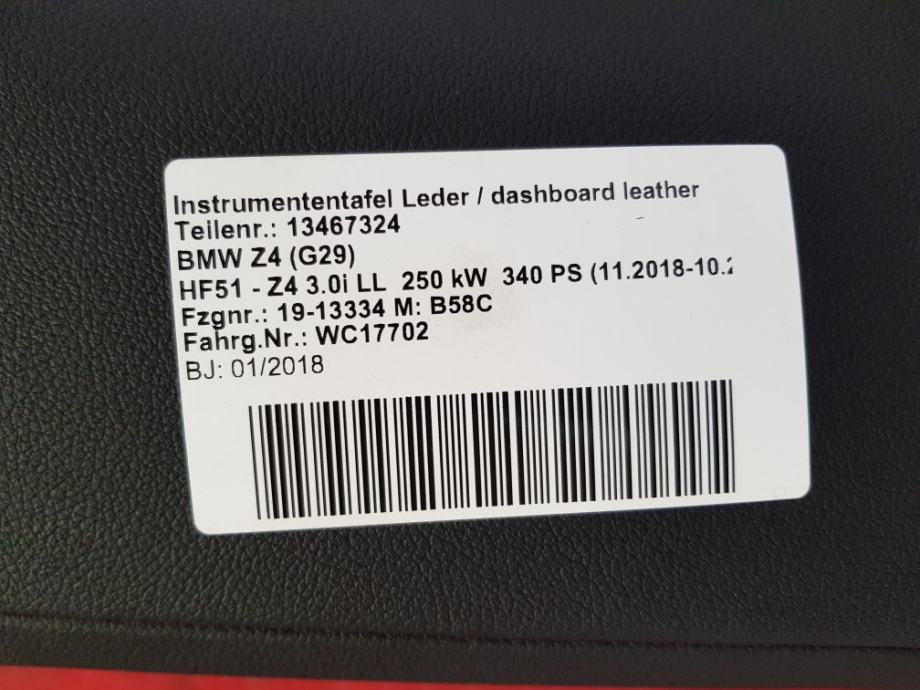 Instrumententafel Leder / dashboard leather
Teilenr.: 13467324
BMW Z4 (G29)
HF51 - Z4 3.0i LL 250 kW 340 PS (11.2018-10.2
Fzgnr.: 19-13334 M: B58C
Fahrg.Nr.: WC17702
BJ: 01/2018